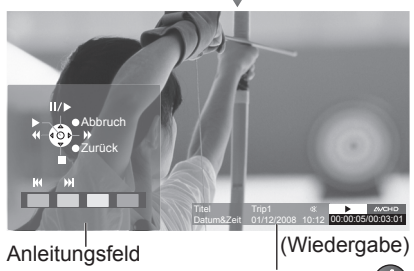 Abbruch
Zurück
Titel Trip1 AVCHD
Datum&Zeit 01/12/2008 10:12 00:00:05/00:03:01
Anleitungsfeld
(Wiedergabe)